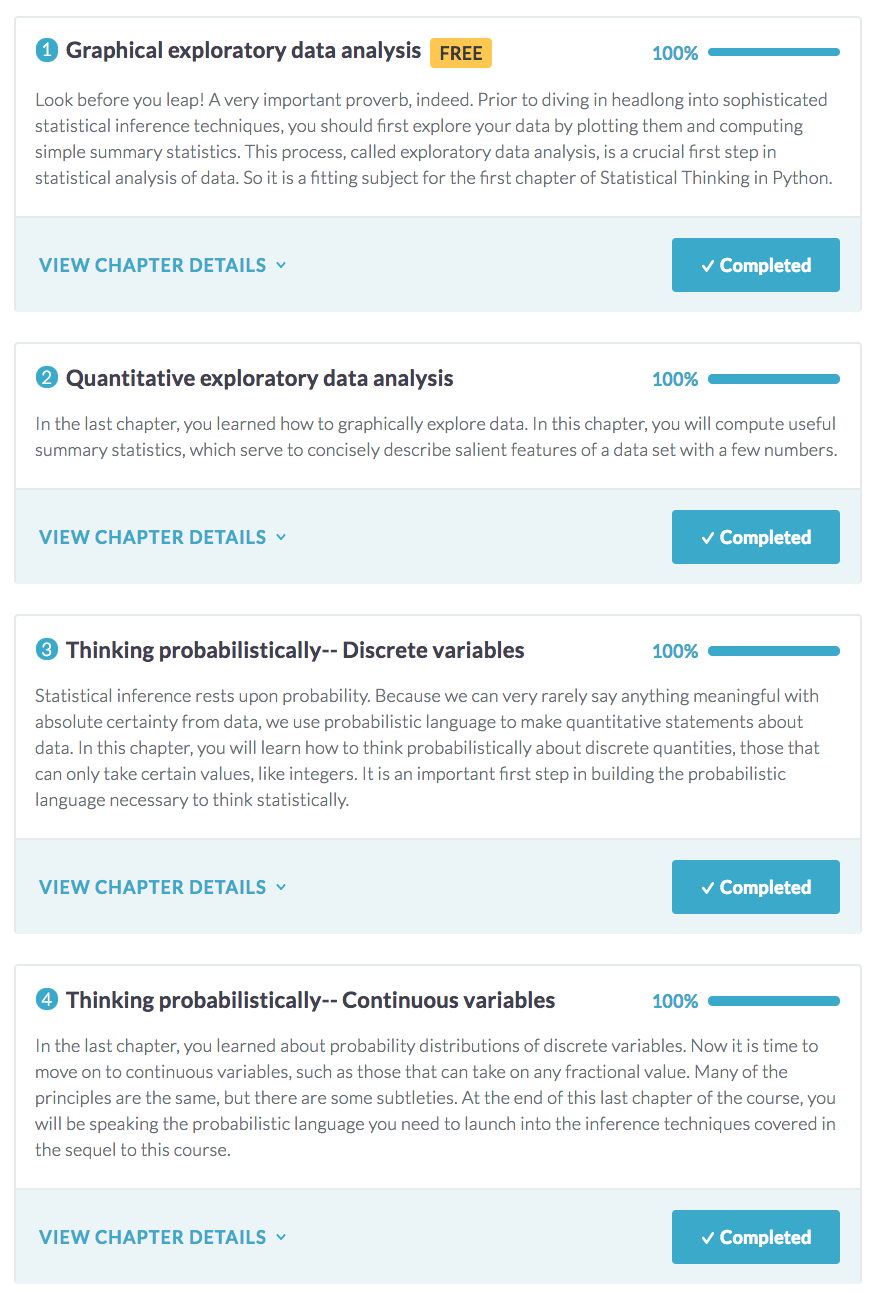 1 Graphical exploratory data analysis FREE 100%
Look before you leap! A very important proverb, indeed. Prior to diving in headlong into sophisticated
statistical inference techniques, you should first explore your data by plotting them and computing
simple summary statistics. This process, called exploratory data analysis, is a crucial first step in
statistical analysis of data. So it is a fitting subject for the first chapter of Statistical Thinking in Python.
VIEW CHAPTER DETAILS ✓ Completed
2 Quantitative exploratory data analysis 100%
In the last chapter, you learned how to graphically explore data. In this chapter, you will compute useful
summary statistics, which serve to concisely describe salient features of a data set with a few numbers.
VIEW CHAPTER DETAILS ✓ Completed
3 Thinking probabilistically-- Discrete variables 100%
Statistical inference rests upon probability. Because we can very rarely say anything meaningful with
absolute certainty from data, we use probabilistic language to make quantitative statements about
data. In this chapter, you will learn how to think probabilistically about discrete quantities, those that
can only take certain values, like integers. It is an important first step in building the probabilistic
language necessary to think statistically.
VIEW CHAPTER DETAILS ✓ Completed
4 Thinking probabilistically-- Continuous variables 100%
In the last chapter, you learned about probability distributions of discrete variables. Now it is time to
move on to continuous variables, such as those that can take on any fractional value. Many of the
principles are the same, but there are some subtleties. At the end of this last chapter of the course, you
will be speaking the probabilistic language you need to launch into the inference techniques covered in
the sequel to this course.
VIEW CHAPTER DETAILS ✓ Completed